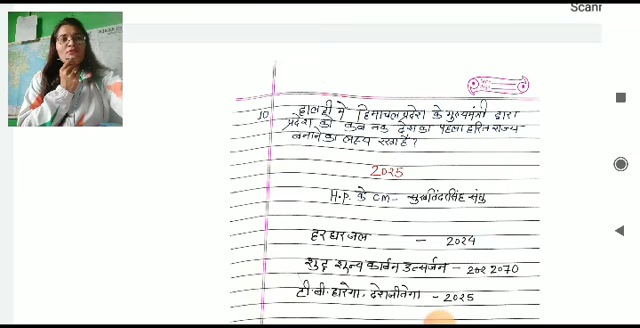 Scanr
10 हाल ही में हिमाचल प्रदेश के मुख्यमंत्री द्वारा
प्रदेश को कब तक देश का पहला हरित राज्य
बनाने का लक्ष्य रखा है ?
2025
H.P. के CM - सुखविंदर सिंह संघु
हर घर जल - 2024
शुद्ध शून्य कार्बन उत्सर्जन - 2070
टी.बी. हारेगा, देश जीतेगा - 2025